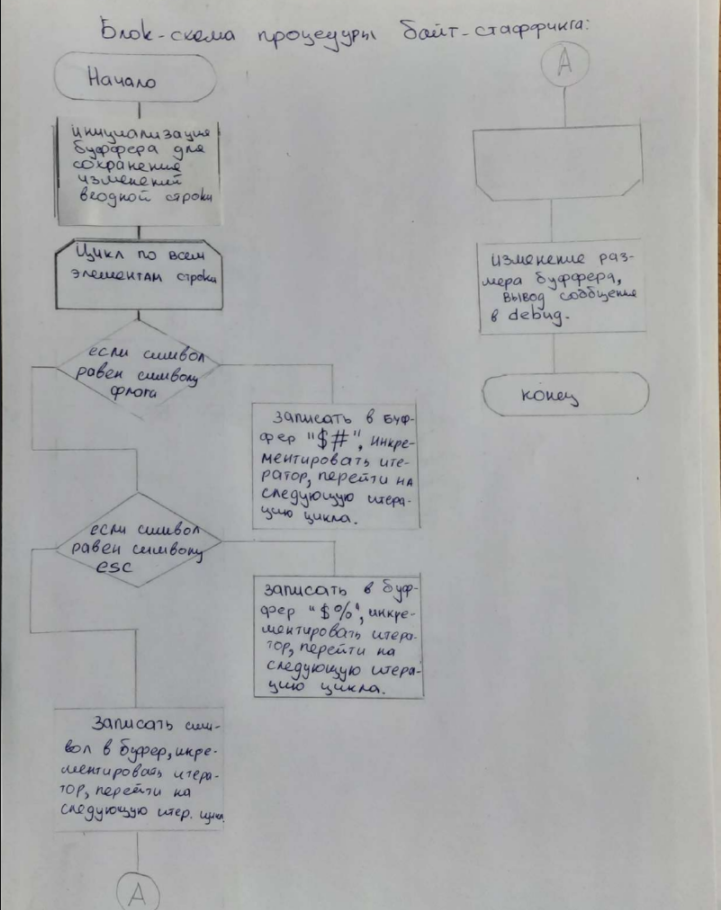 Блок-схема процедуры байт-стаффинга:
Начало
инициализация
буффера для
сохранение
изменений
входной строки
Цикл по всем
элементам строки
если символ
равен символу
флага
записать в буф-
фер "$#", инкре-
ментировать ите-
ратор, перейти на
следующую итера-
цию цикла.
если символ
равен символу
esc
записать в буф-
фер "$%", инкре-
ментировать итера-
тор, перейти на
следующую итера-
цию цикла.
Записать сим-
вол в буфер, инкре-
ментировать итера-
тор, перейти на
следующую итер. цикла
А
А
Изменение раз-
мера буффера,
вывод сообщение
в debug.
конец